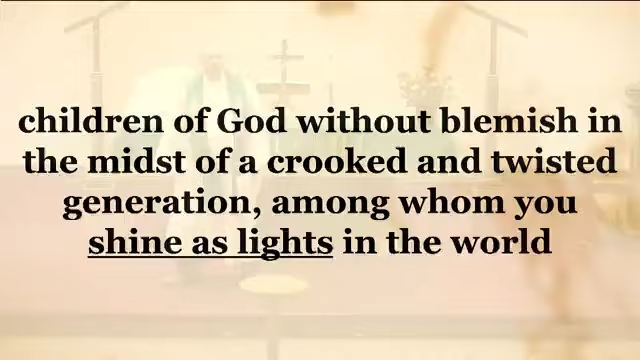 children of God without blemish in
the midst of a crooked and twisted
generation, among whom you
shine as lights in the world